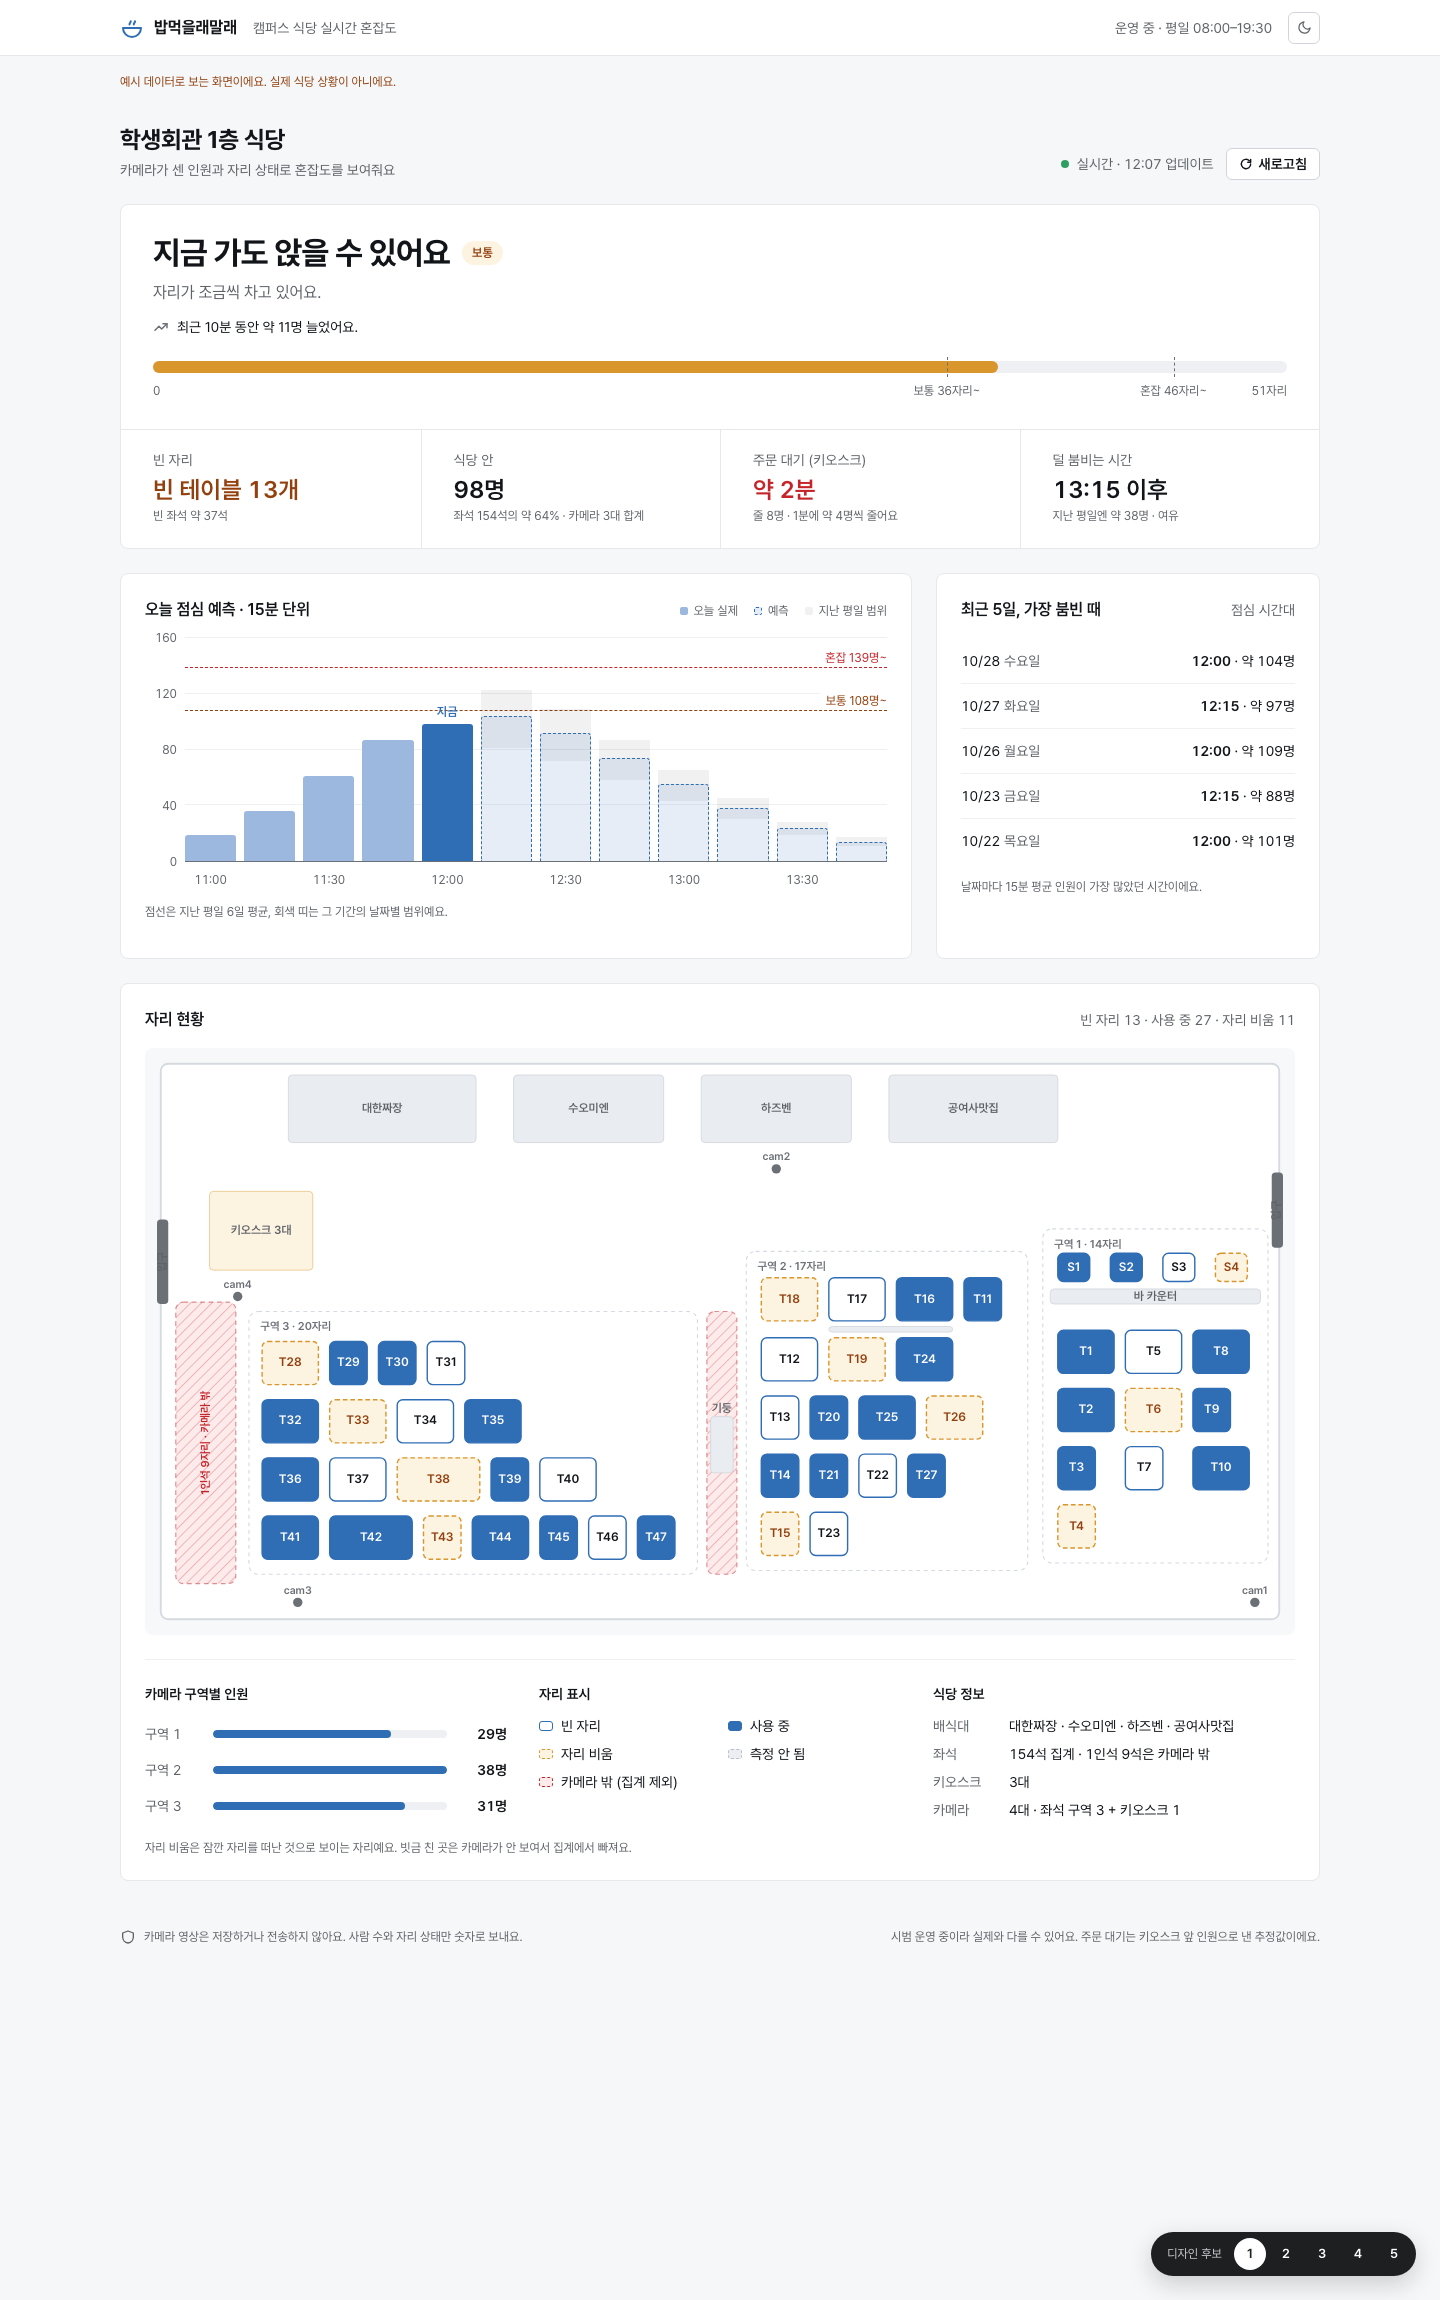 밥먹을래말래 캠퍼스 식당 실시간 혼잡도
운영 중 · 평일 08:00–19:30
예시 데이터로 보는 화면이에요. 실제 식당 상황이 아니에요.
학생회관 1층 식당
카메라가 센 인원과 자리 상태로 혼잡도를 보여줘요
실시간 · 12:07 업데이트
새로고침
지금 가도 앉을 수 있어요 보통
자리가 조금씩 차고 있어요.
최근 10분 동안 약 11명 늘었어요.
0 보통 36자리~ 혼잡 46자리~ 51자리
빈 자리
빈 테이블 13개
빈 좌석 약 37석
식당 안
98명
좌석 154석의 약 64% · 카메라 3대 합계
주문 대기 (키오스크)
약 2분
줄 8명 · 1분에 약 4명씩 줄어요
덜 붐비는 시간
13:15 이후
지난 평일엔 약 38명 · 여유
오늘 점심 예측 · 15분 단위
오늘 실제 예측 지난 평일 범위
160
혼잡 139명~
120
보통 108명~
지금
80
40
0
11:00 11:30 12:00 12:30 13:00 13:30
점선은 지난 평일 6일 평균, 회색 띠는 그 기간의 날짜별 범위예요.
최근 5일, 가장 붐빈 때 점심 시간대
10/28 수요일 12:00 · 약 104명
10/27 화요일 12:15 · 약 97명
10/26 월요일 12:00 · 약 109명
10/23 금요일 12:15 · 약 88명
10/22 목요일 12:00 · 약 101명
날짜마다 15분 평균 인원이 가장 많았던 시간이에요.
자리 현황
빈 자리 13 · 사용 중 27 · 자리 비움 11
대한짜장 수오미엔 하즈벤 공여사맛집
cam2
키오스크 3대
cam4
1인석 9자리 · 카메라 밖
구역 3 · 20자리
T28 T29 T30 T31
T32 T33 T34 T35
T36 T37 T38 T39 T40
T41 T42 T43 T44 T45 T46 T47
cam3
기둥
구역 2 · 17자리
T18 T17 T16 T11
T12 T19 T24
T13 T20 T25 T26
T14 T21 T22 T27
T15 T23
구역 1 · 14자리
S1 S2 S3 S4
바 카운터
T1 T5 T8
T2 T6 T9
T3 T7 T10
T4
cam1
카메라 구역별 인원
구역 1 29명
구역 2 38명
구역 3 31명
자리 표시
빈 자리 사용 중
자리 비움 측정 안 됨
카메라 밖 (집계 제외)
식당 정보
배식대 대한짜장 · 수오미엔 · 하즈벤 · 공여사맛집
좌석 154석 집계 · 1인석 9석은 카메라 밖
키오스크 3대
카메라 4대 · 좌석 구역 3 + 키오스크 1
자리 비움은 잠깐 자리를 떠난 것으로 보이는 자리예요. 빗금 친 곳은 카메라가 안 보여서 집계에서 빠져요.
카메라 영상은 저장하거나 전송하지 않아요. 사람 수와 자리 상태만 숫자로 보내요.
시범 운영 중이라 실제와 다를 수 있어요. 주문 대기는 키오스크 앞 인원으로 낸 추정값이에요.
디자인 후보 1 2 3 4 5